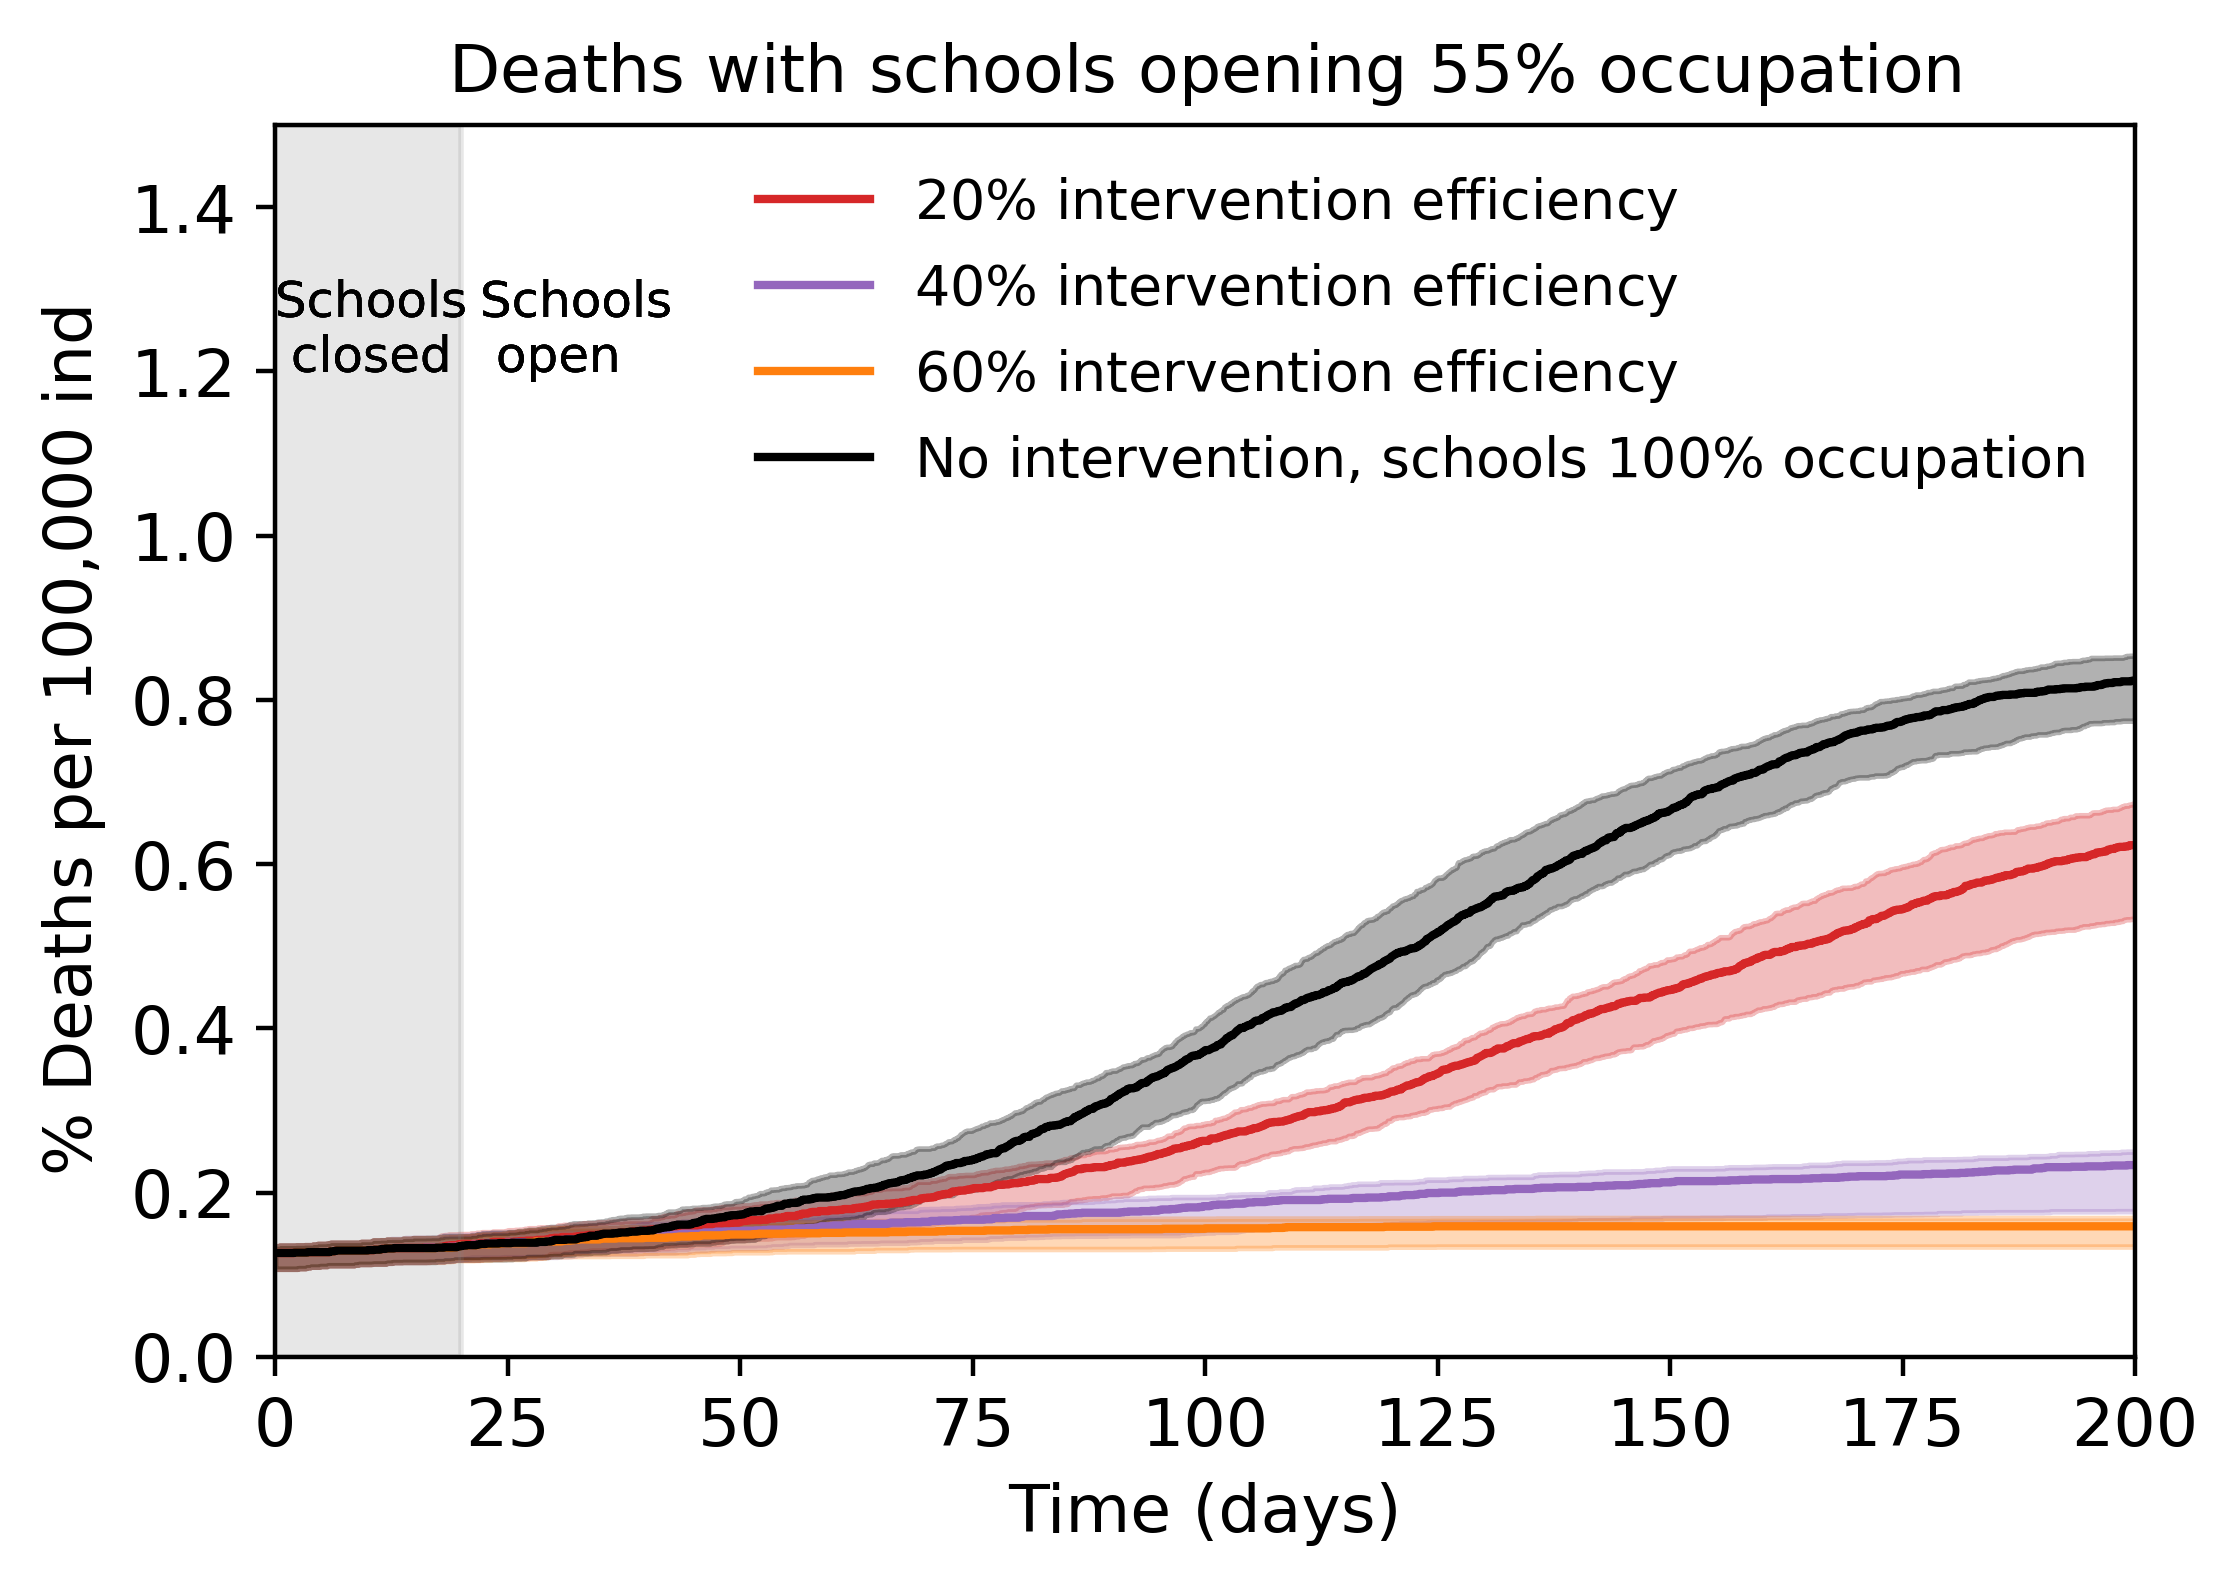 Deaths with schools opening 55% occupation
% Deaths per 100,000 ind
1.4
1.2
1.0
0.8
0.6
0.4
0.2
0.0
Schools
closed
Schools
open
20% intervention efficiency
40% intervention efficiency
60% intervention efficiency
No intervention, schools 100% occupation
0 25 50 75 100 125 150 175 200
Time (days)